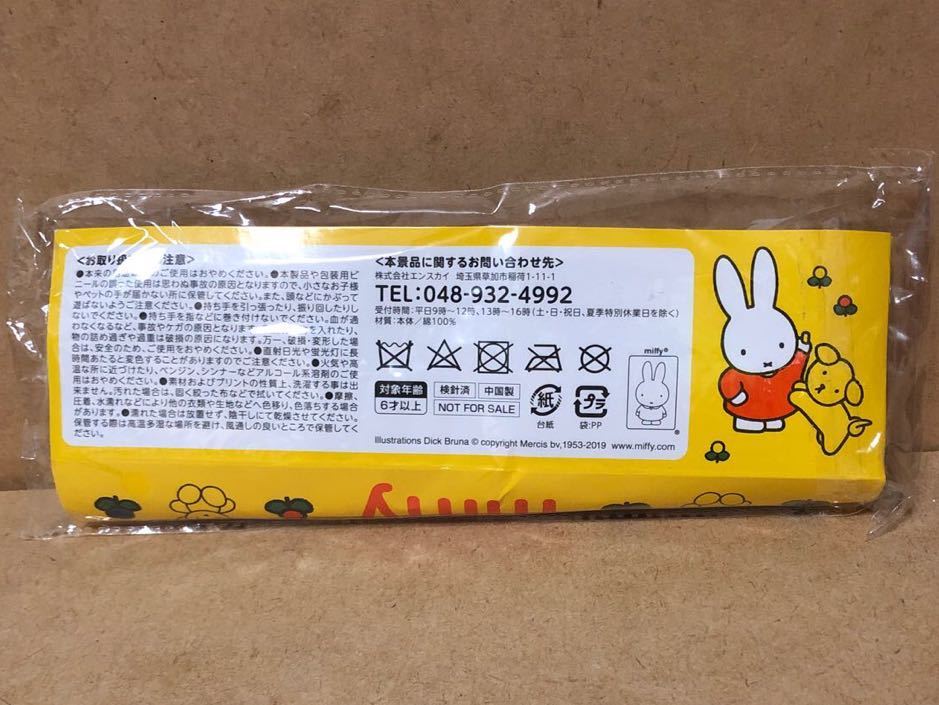 <お取り扱い上のご注意>
●本来の用途以外のご使用はおやめください。●本製品や包装用ビ
ニールの誤った使用は思わぬ事故の原因となりますので、小さなお子様
やペットの手が届かない所に保管してください。また、頭などにかぶって
遊ばないようご注意ください。●持ち手を引っ張ったり、振り回したりし
ないでください。●持ち手を指などに巻き付けないでください。血が通
わなくなるなど、事故やケガの原因となります。 を入れたり、
物の詰め過ぎや過重は破損の原因になります。万一、破損・変形した場合
は、安全のため、ご使用をおやめください。●直射日光や蛍光灯に長
時間あたると変色することがありますのでご注意ください。●火気や高
温な所に近づけたり、ベンジン、シンナーなどアルコール系溶剤のご使
用はおやめください。●素材およびプリントの性質上、洗濯する事は出
来ません。汚れた場合は、固く絞った布などで拭いてください。●摩擦、
圧着、水濡れなどにより他の衣類や生地などへ色移り、色落ちする場合
があります。●濡れた場合は放置せず、陰干しにて乾燥させてください。
保管する際は高温多湿な場所を避け、風通しの良いところで保管してく
ださい。
<本景品に関するお問い合わせ先>
株式会社エンスカイ 埼玉県草加市稲荷1-11-1
TEL:048-932-4992
受付時間:平日9時～12時、13時～16時(土・日・祝日、夏季特別休業日を除く)
材質:本体/綿100%
対象年齢
6才以上
検針済
中国製
NOT FOR SALE
紙
台紙
プラ
袋:PP
miffy®
®
Illustrations Dick Bruna © copyright Mercis bv,1953-2019 www.miffy.com
miffy